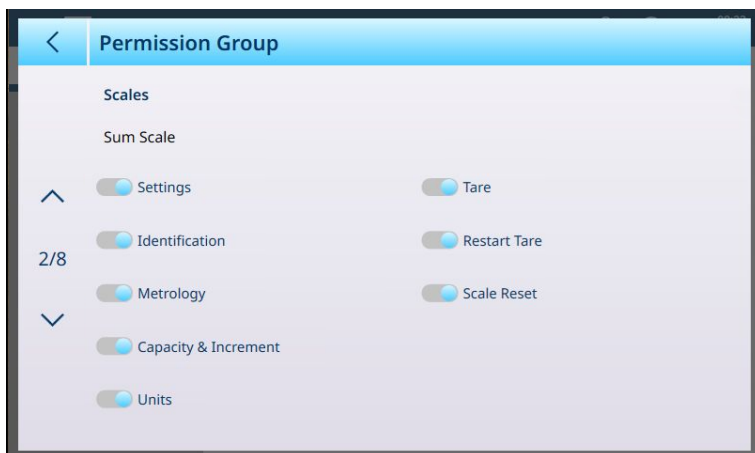 Permission Group
Scales
Sum Scale
Settings
Tare
Identification
Restart Tare
2/8
Metrology
Scale Reset
Capacity & Increment
Units